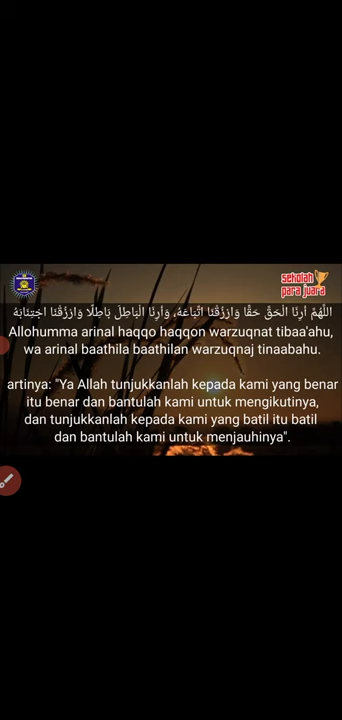 sekolah
para juara
اللَّهُمَّ أَرِنَا الْحَقَّ حَقًّا وَارْزُقْنَا اتِّبَاعَهُ، وَأَرِنَا الْبَاطِلَ بَاطِلًا وَارْزُقْنَا اجْتِنَابَهُ
Allohumma arinal haqqo haqqon warzuqnat tibaa'ahu,
wa arinal baathila baathilan warzuqnaj tinaabahu.
artinya: "Ya Allah tunjukkanlah kepada kami yang benar
itu benar dan bantulah kami untuk mengikutinya,
dan tunjukkanlah kepada kami yang batil itu batil
dan bantulah kami untuk menjauhinya".